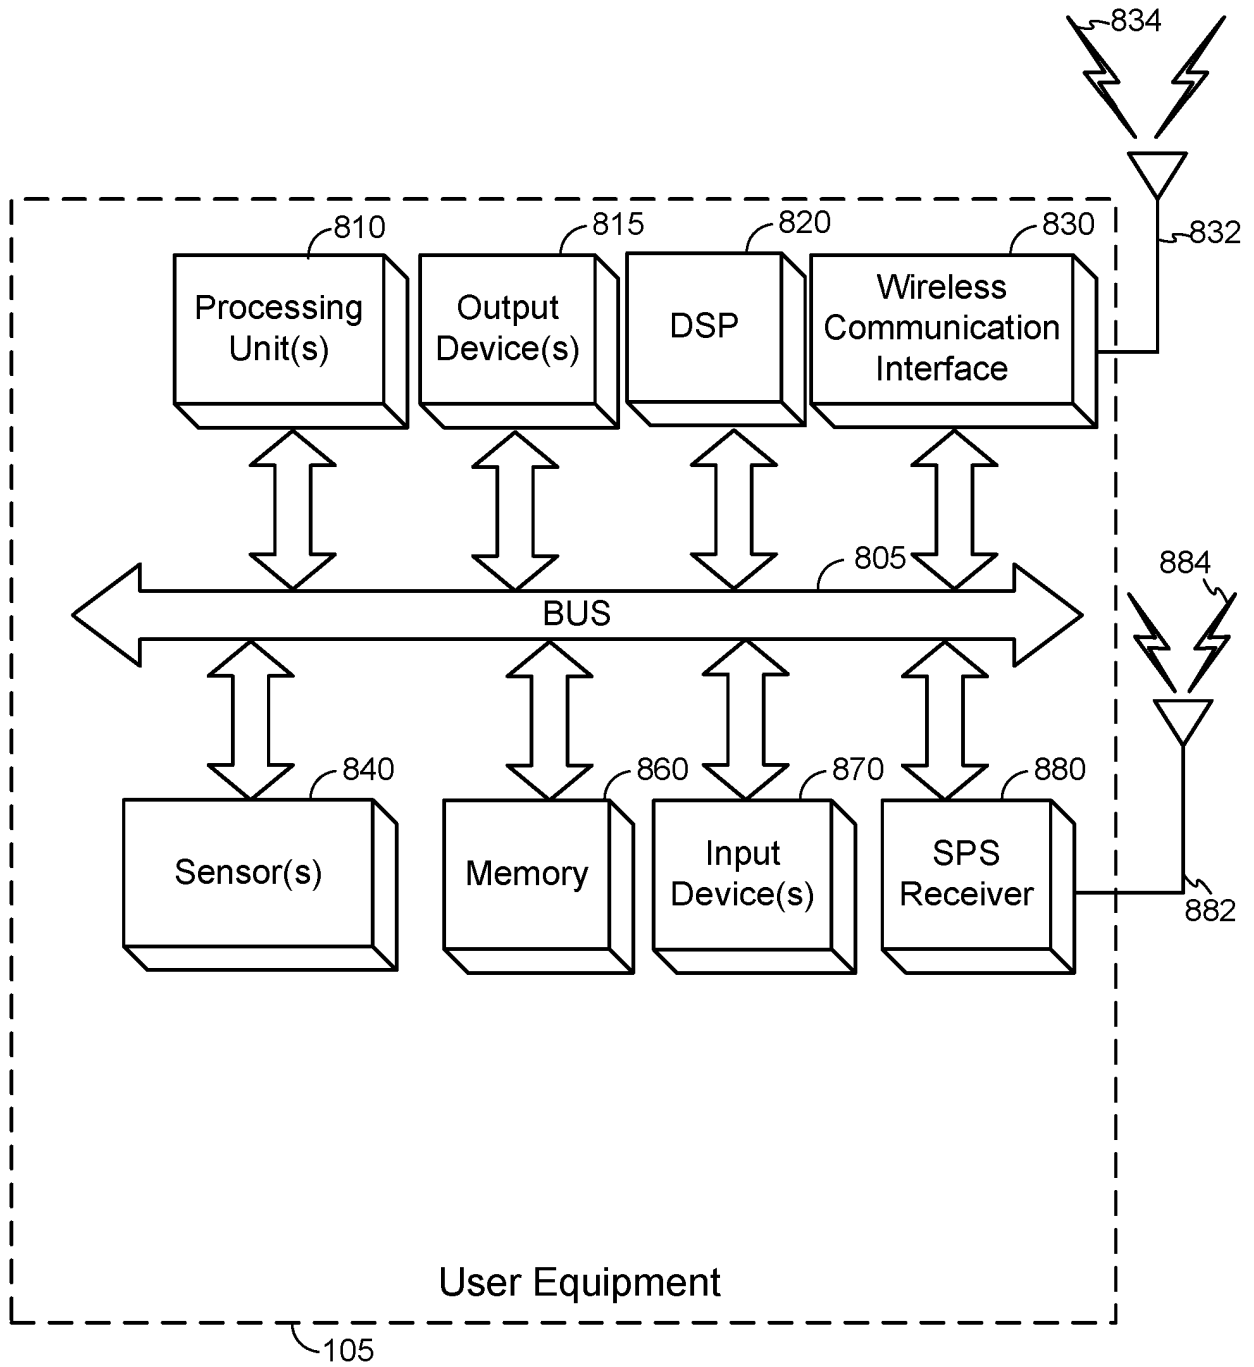 834
832
810
815
820
830
Processing
Unit(s)
Output
Device(s)
DSP
Wireless
Communication
Interface
805
BUS
884
882
840
860
870
880
Sensor(s)
Memory
Input
Device(s)
SPS
Receiver
User Equipment
105